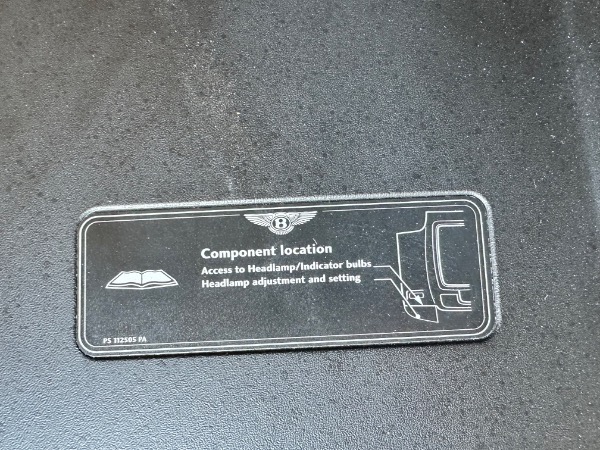 B
Component location
Access to Headlamp/Indicator bulbs
Headlamp adjustment and setting
PS 112505 PA